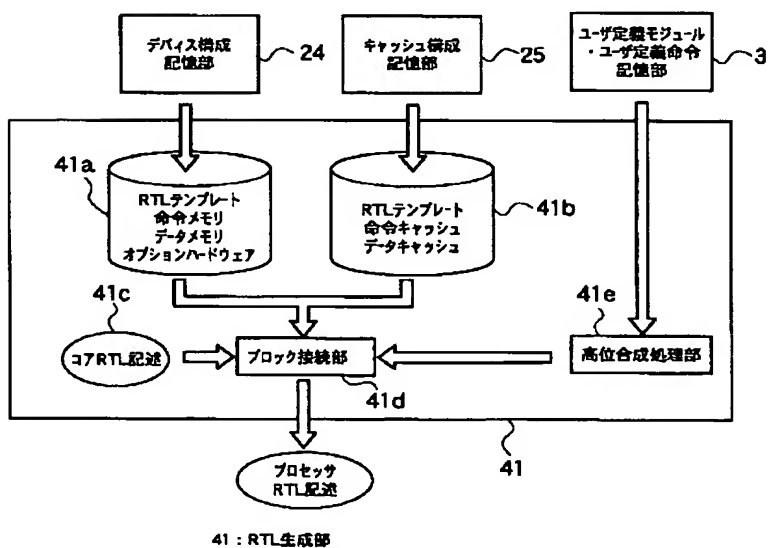 デバイス構成
記憶部
24
キャッシュ構成
記憶部
25
ユーザ定義モジュール
・ユーザ定義命令
記憶部
3
41a
RTLテンプレート
命令メモリ
データメモリ
オプションハードウェア
RTLテンプレート
命令キャッシュ
データキャッシュ
41b
41c
コアRTL記述
ブロック接続部
41d
41e
高位合成処理部
41
プロセッサ
RTL記述
41：RTL生成部